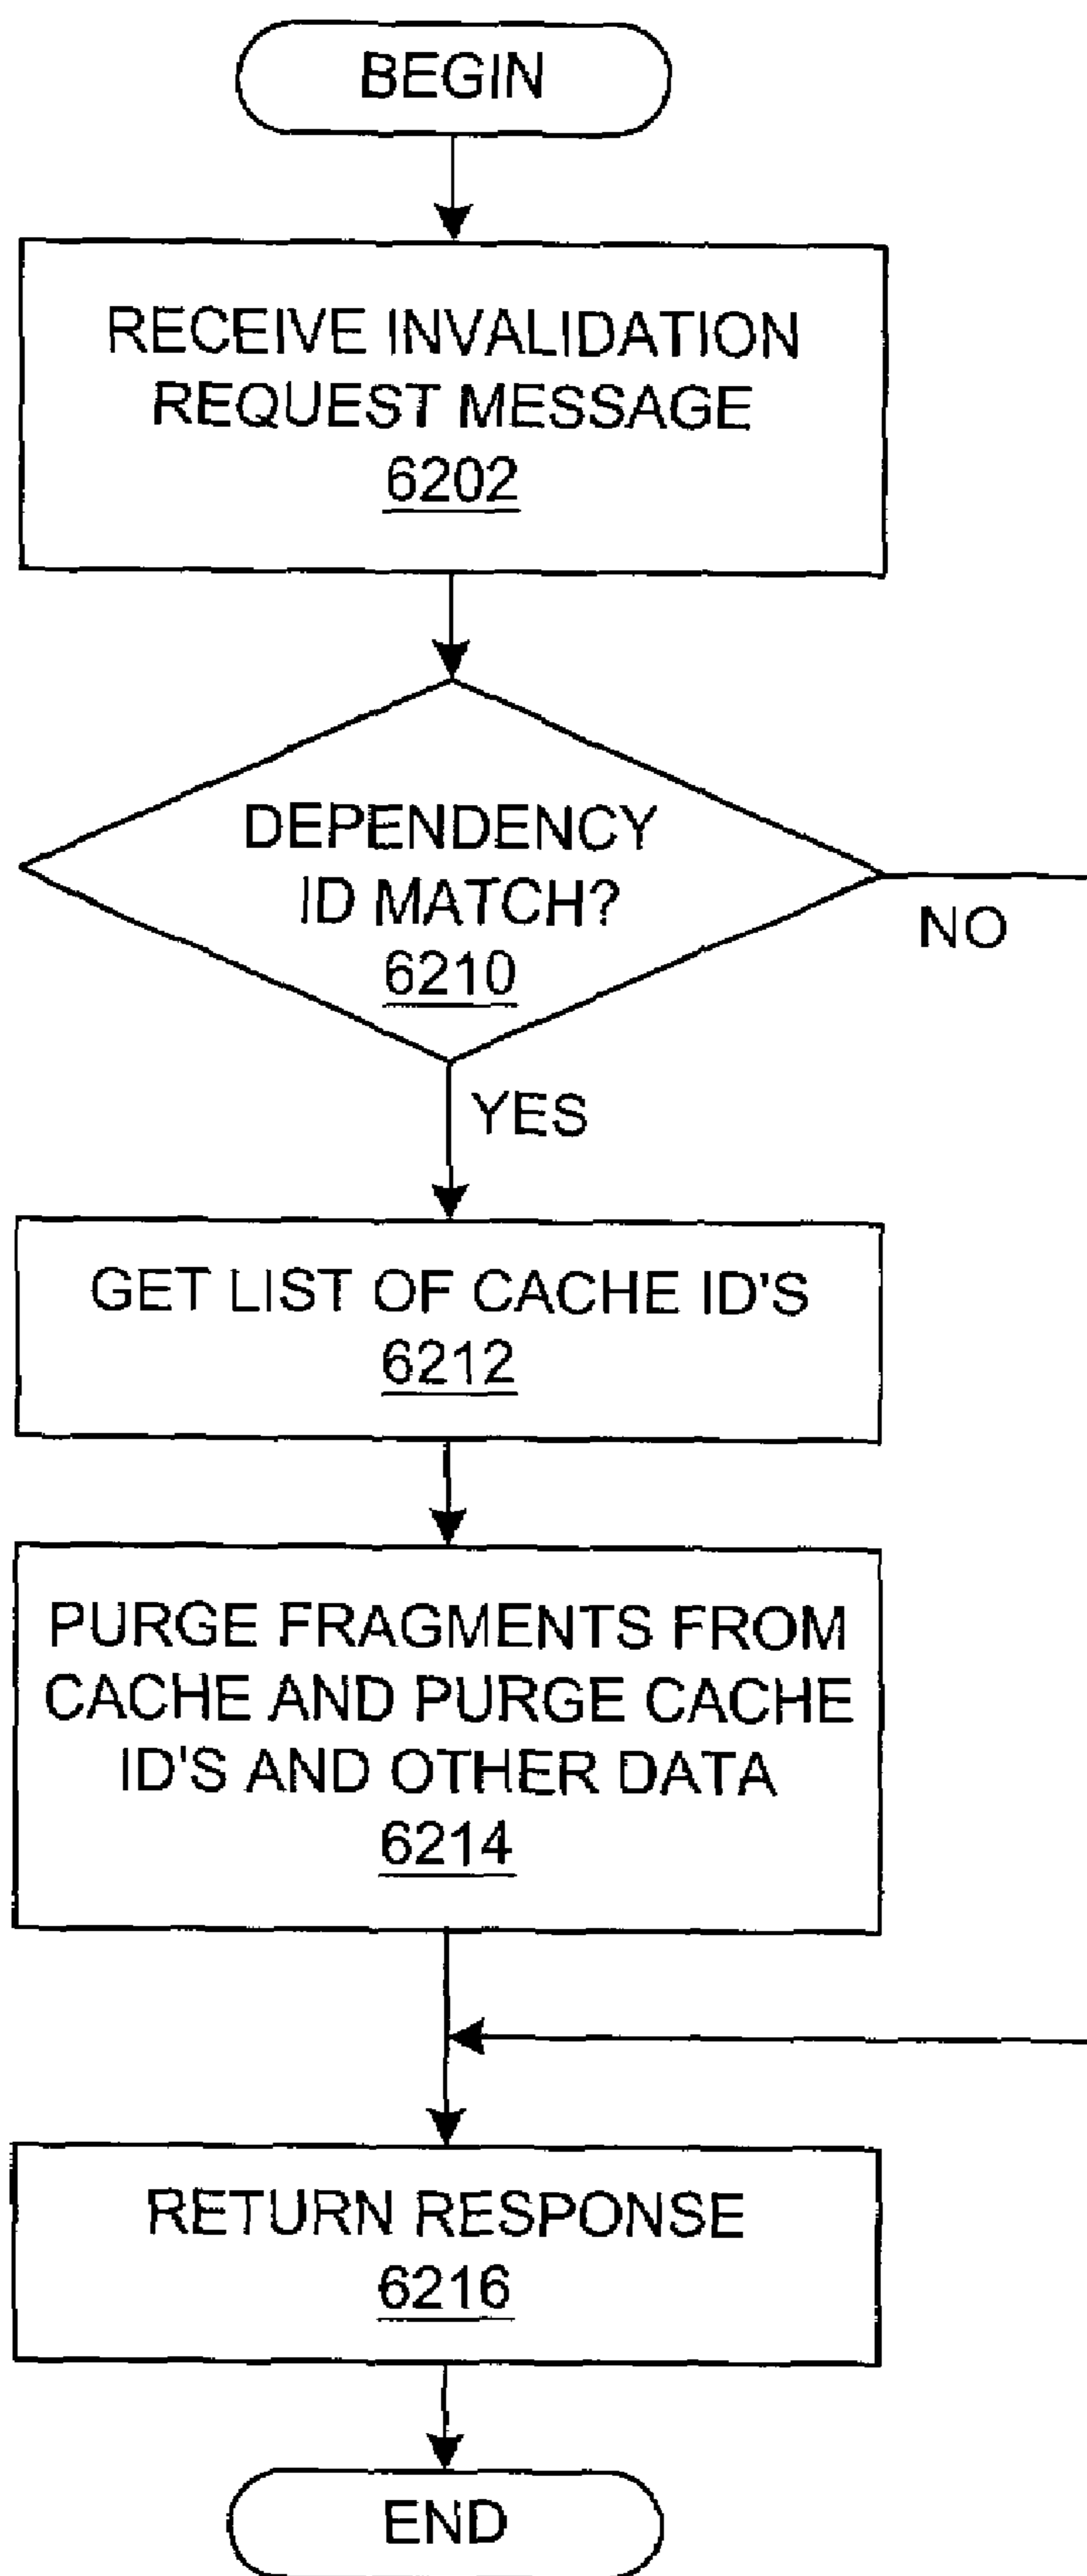 BEGIN
RECEIVE INVALIDATION
REQUEST MESSAGE
6202
DEPENDENCY
ID MATCH?
6210
NO
YES
GET LIST OF CACHE ID'S
6212
PURGE FRAGMENTS FROM
CACHE AND PURGE CACHE
ID'S AND OTHER DATA
6214
RETURN RESPONSE
6216
END